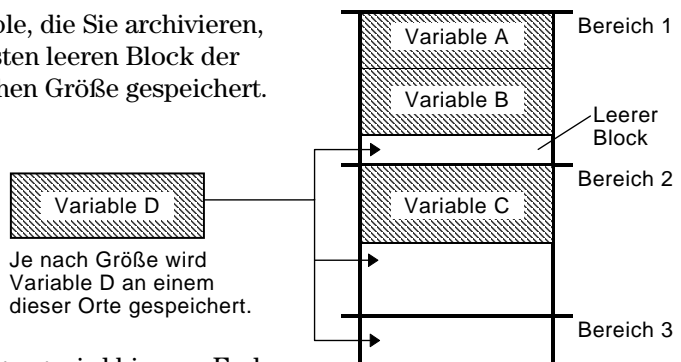 ble, die Sie archivieren,
sten leeren Block der
hen Größe gespeichert.
Variable A
Bereich 1
Variable B
Leerer
Block
Bereich 2
Variable C
Variable D
Je nach Größe wird
Variable D an einem
dieser Orte gespeichert.
Bereich 3